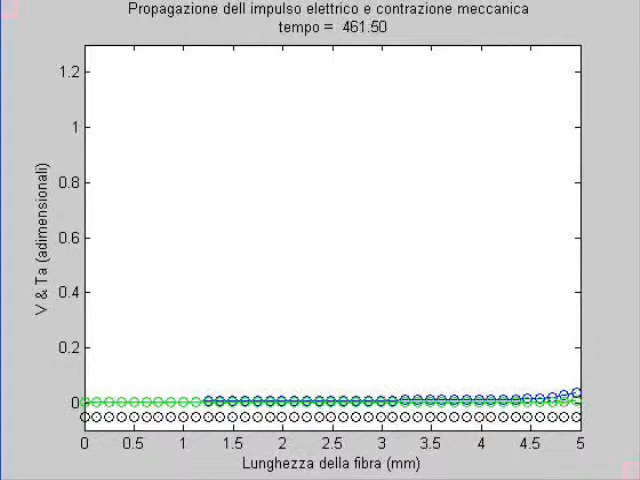 Propagazione dell impulso elettrico e contrazione meccanica
tempo = 461.50
1.2
1
0.8
0.6
0.4
0.2
0
V & Ta (adimensionali)
0 0.5 1 1.5 2 2.5 3 3.5 4 4.5 5
Lunghezza della fibra (mm)